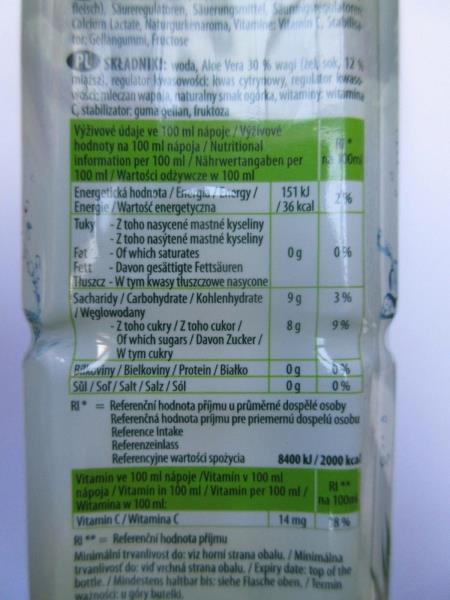 fleisch), Säureregulatoren, Säuerungsmittel,
Calcium Lactate, Naturgurkenaroma, Vitamine: Vitamin C,
tor: Gellangummi, Fructose
PL SKŁADNIKI: woda, Aloe Vera 30 % wagi (żel, sok, 12 %
miąższ), regulator kwasowości: kwas cytrynowy, regulator kwaso-
wości: mleczan wapnia, naturalny smak ogórka, witaminy: witamina
C, stabilizator: guma gellan, fruktoza
Výživové údaje ve 100 ml nápoje / Výživové
hodnoty na 100 ml nápoja / Nutritional
information per 100 ml / Nährwertangaben per
100 ml / Wartości odżywcze w 100 ml
RI *
na 100ml
Energetická hodnota / Energia / Energy /
Energie / Wartość energetyczna
151 kJ
/ 36 kcal
2 %
Tuky - Z toho nasycené mastné kyseliny
- Z toho nasýtené mastné kyseliny
Fat - Of which saturates
Fett - Davon gesättigte Fettsäuren
Tłuszcz - W tym kwasy tłuszczowe nasycone
0 g 0 %
Sacharidy / Carbohydrate / Kohlenhydrate
/ Węglowodany
9 g 3 %
- Z toho cukry / Z toho cukor /
Of which sugars / Davon Zucker /
W tym cukry
8 g 9 %
Bílkoviny / Bielkoviny / Protein / Białko 0 g 0 %
Sůl / Soľ / Salt / Salz / Sól 0 g 0 %
RI * = Referenční hodnota příjmu u průměrné dospělé osoby
Referenčná hodnota príjmu pre priemernú dospelú osobu
Reference Intake
Referenzeinlass
Referencyjne wartości spożycia 8400 kJ / 2000 kcal
Vitamin ve 100 ml nápoje /Vitamín v 100 ml
nápoja / Vitamin in 100 ml / Vitamin per 100 ml /
Witamina w 100 ml:
RI **
na 100ml
Vitamin C / Witamina C 14 mg 18 %
RI ** = Referenční hodnota příjmu
Minimální trvanlivost do: viz horní strana obalu. / Minimálna
trvanlivosť do: viď vrchná strana obalu. / Expiry date: top of the
bottle. / Mindestens haltbar bis: siehe Flasche oben. / Termin
ważności: u góry butelki.